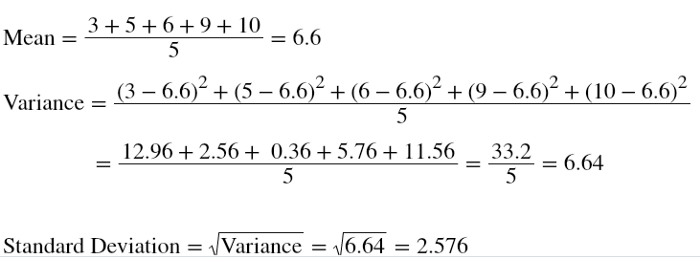 Mean = (3 + 5 + 6 + 9 + 10) / 5 = 6.6
Variance = ((3 − 6.6)² + (5 − 6.6)² + (6 − 6.6)² + (9 − 6.6)² + (10 − 6.6)²) / 5
= (12.96 + 2.56 + 0.36 + 5.76 + 11.56) / 5 = 33.2 / 5 = 6.64
Standard Deviation = √Variance = √6.64 = 2.576